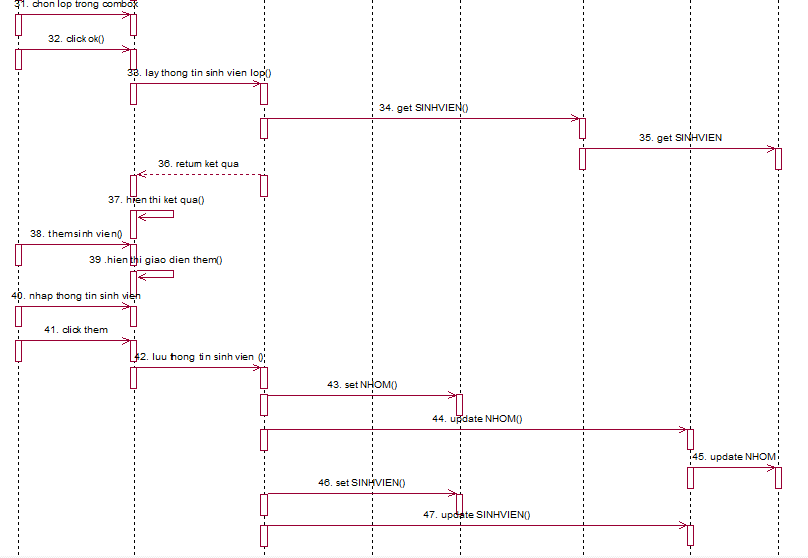 31. chon lop trong combox
32. click ok()
33. lay thong tin sinh vien lop()
34. get SINHVIEN()
35. get SINHVIEN
36. return ket qua
37. hien thi ket qua()
38. them sinh vien()
39 .hien thi giao dien them()
40. nhap thong tin sinh vien
41. click them
42. luu thong tin sinh vien ()
43. set NHOM()
44. update NHOM()
45. update NHOM
46. set SINHVIEN()
47. update SINHVIEN()